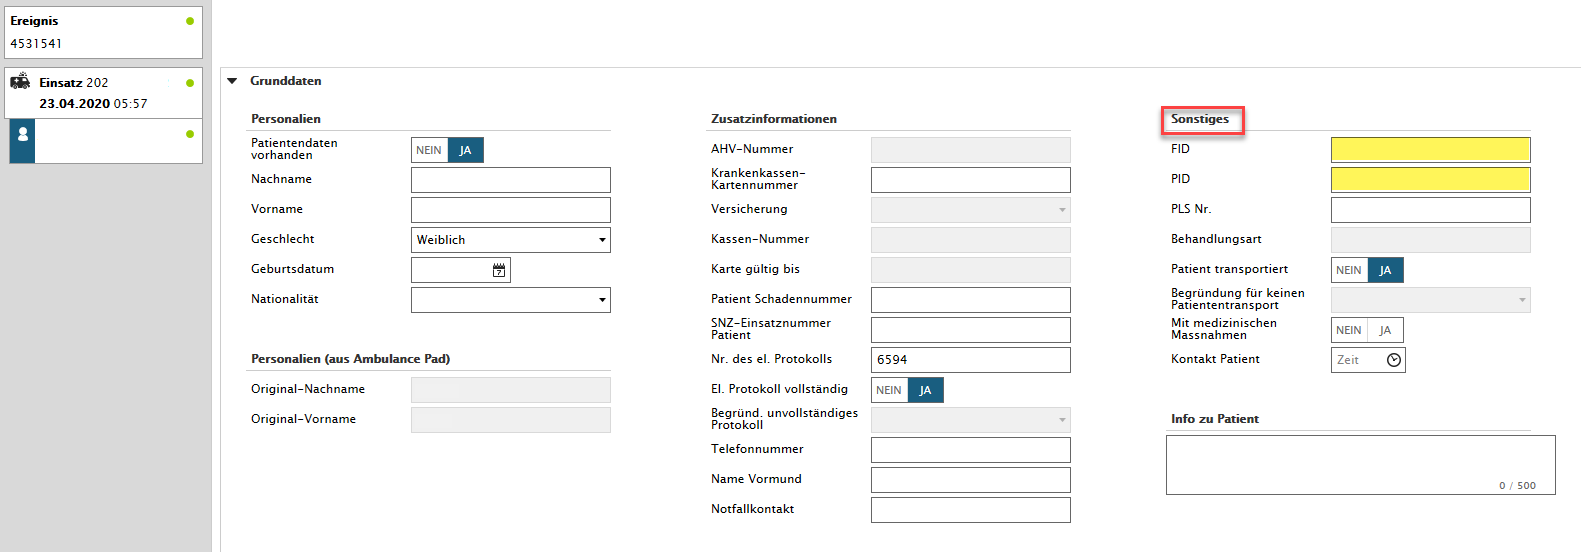 Ereignis
4531541
Einsatz 202
23.04.2020 05:57
Grunddaten
Personalien
Patientendaten
vorhanden
NEIN JA
Nachname
Vorname
Geschlecht
Weiblich
Geburtsdatum
7
Nationalität
Personalien (aus Ambulance Pad)
Original-Nachname
Original-Vorname
Zusatzinformationen
AHV-Nummer
Krankenkassen-
Kartennummer
Versicherung
Kassen-Nummer
Karte gültig bis
Patient Schadennummer
SNZ-Einsatznummer
Patient
Nr. des el. Protokolls
6594
El. Protokoll vollständig
NEIN JA
Begründ. unvollständiges
Protokoll
Telefonnummer
Name Vormund
Notfallkontakt
Sonstiges
FID
PID
PLS Nr.
Behandlungsart
Patient transportiert
NEIN JA
Begründung für keinen
Patiententransport
Mit medizinischen
Massnahmen
NEIN JA
Kontakt Patient
Zeit
Info zu Patient
0 / 500